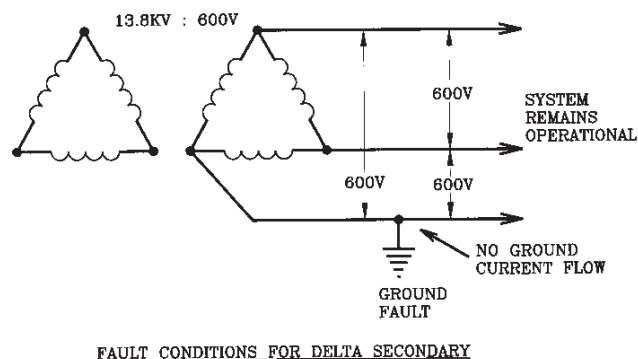 13.8KV : 600V
600V
SYSTEM
REMAINS
OPERATIONAL
600V
600V
NO GROUND
CURRENT FLOW
GROUND
FAULT
FAULT CONDITIONS FOR DELTA SECONDARY